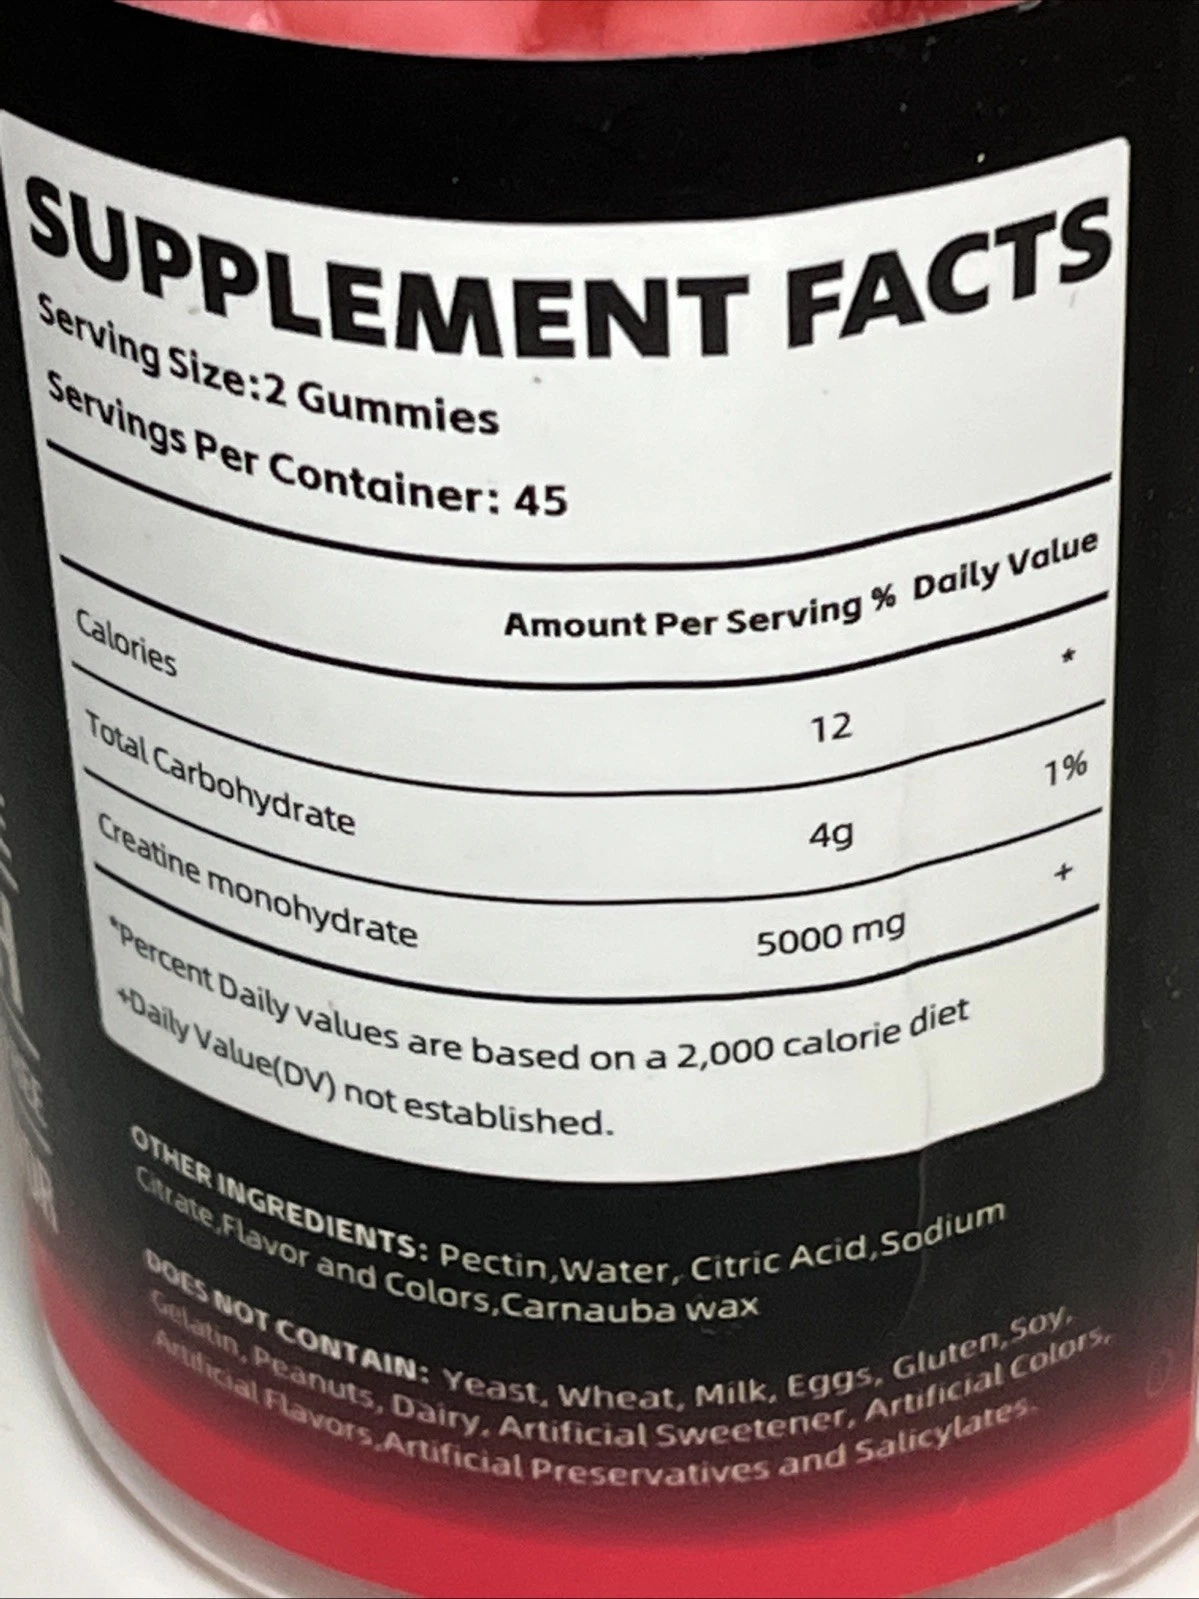 SUPPLEMENT FACTS
Serving Size:2 Gummies
Servings Per Container: 45
Amount Per Serving % Daily Value
Calories 12 *
Total Carbohydrate 4g 1%
Creatine monohydrate 5000 mg +
*Percent Daily values are based on a 2,000 calorie diet
+Daily Value(DV) not established.
OTHER INGREDIENTS: Pectin,Water, Citric Acid,Sodium
Citrate,Flavor and Colors,Carnauba wax
DOES NOT CONTAIN: Yeast, Wheat, Milk, Eggs, Gluten,Soy,
Gelatin, Peanuts, Dairy, Artificial Sweetener, Artificial Colors,
Artificial Flavors,Artificial Preservatives and Salicylates.